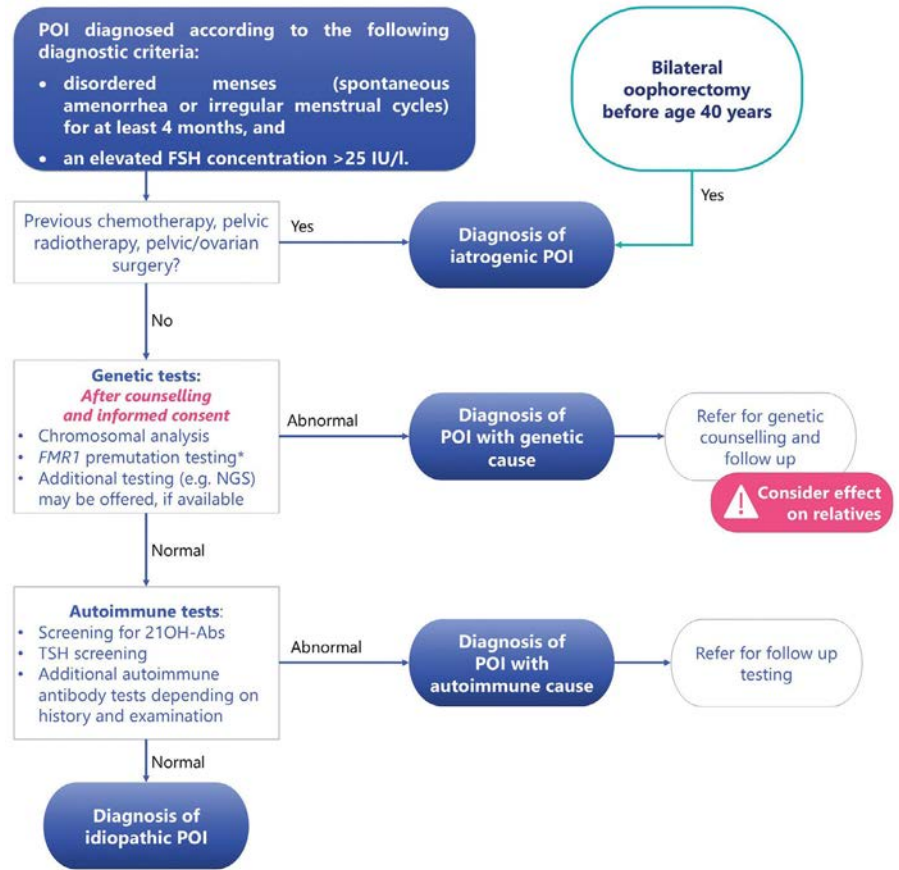 POI diagnosed according to the following
diagnostic criteria:
• disordered menses (spontaneous
amenorrhea or irregular menstrual cycles)
for at least 4 months, and
• an elevated FSH concentration >25 IU/l.
Bilateral
oophorectomy
before age 40 years
Yes
Previous chemotherapy, pelvic
radiotherapy, pelvic/ovarian
surgery?
Yes
Diagnosis of
iatrogenic POI
No
Genetic tests:
After counselling
and informed consent
• Chromosomal analysis
• FMR1 premutation testing*
• Additional testing (e.g. NGS)
may be offered, if available
Abnormal
Diagnosis of
POI with genetic
cause
Refer for genetic
counselling and
follow up
Consider effect
on relatives
Normal
Autoimmune tests:
• Screening for 21OH-Abs
• TSH screening
• Additional autoimmune
antibody tests depending on
history and examination
Abnormal
Diagnosis of
POI with
autoimmune cause
Refer for follow up
testing
Normal
Diagnosis of
idiopathic POI